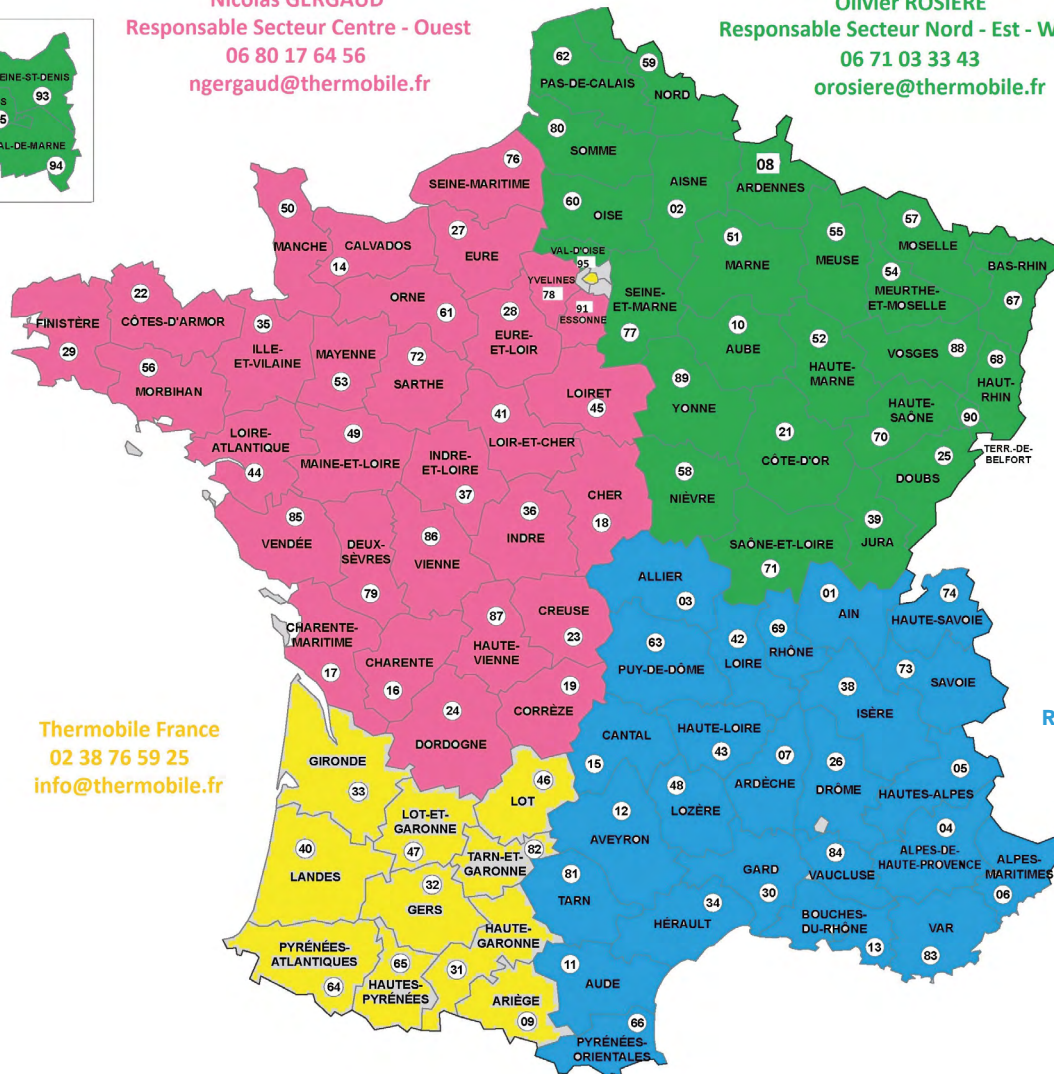 Nicolas GERGAUD
Responsable Secteur Centre - Ouest
06 80 17 64 56
ngergaud@thermobile.fr
Olivier ROSIERE
Responsable Secteur Nord - Est - W
06 71 03 33 43
orosiere@thermobile.fr
EINE-ST-DENIS
93
S
5
AL-DE-MARNE
94
62
PAS-DE-CALAIS
59
NORD
80
SOMME
76
SEINE-MARITIME
08
ARDENNES
AISNE
02
60
OISE
50
MANCHE
CALVADOS
14
27
EURE
VAL-D'OISE
95
51
MARNE
55
MEUSE
57
MOSELLE
54
MEURTHE-
ET-MOSELLE
BAS-RHIN
67
22
CÔTES-D'ARMOR
FINISTÈRE
29
35
ILLE-
ET-VILAINE
56
MORBIHAN
ORNE
61
28
EURE-
ET-LOIR
YVELINES
78
91
ESSONNE
SEINE-
ET-MARNE
77
10
AUBE
52
HAUTE-
MARNE
VOSGES
88
68
HAUT-
RHIN
MAYENNE
53
72
SARTHE
LOIRET
45
89
YONNE
HAUTE-
SAÔNE
70
90
TERR.-DE-
BELFORT
LOIRE-
ATLANTIQUE
44
49
MAINE-ET-LOIRE
41
LOIR-ET-CHER
INDRE-
ET-LOIRE
37
21
CÔTE-D'OR
25
DOUBS
58
NIÈVRE
CHER
18
36
INDRE
85
VENDÉE
DEUX-
SÈVRES
79
86
VIENNE
39
JURA
SAÔNE-ET-LOIRE
71
ALLIER
03
01
AIN
74
HAUTE-SAVOIE
CHARENTE-
MARITIME
17
CHARENTE
16
87
HAUTE-
VIENNE
CREUSE
23
63
PUY-DE-DÔME
42
LOIRE
69
RHÔNE
73
SAVOIE
38
ISÈRE
19
CORRÈZE
24
DORDOGNE
R
Thermobile France
02 38 76 59 25
info@thermobile.fr
GIRONDE
33
46
LOT
CANTAL
15
HAUTE-LOIRE
43
07
ARDÈCHE
26
DRÔME
05
HAUTES-ALPES
48
LOZÈRE
12
AVEYRON
LOT-ET-
GARONNE
47
40
LANDES
82
TARN-ET-
GARONNE
32
GERS
81
TARN
GARD
30
84
VAUCLUSE
04
ALPES-DE-
HAUTE-PROVENCE
ALPES-
MARITIMES
06
34
HÉRAULT
BOUCHES-
DU-RHÔNE
13
VAR
83
HAUTE-
GARONNE
31
PYRÉNÉES-
ATLANTIQUES
64
65
HAUTES-
PYRÉNÉES
ARIÈGE
09
11
AUDE
66
PYRÉNÉES-
ORIENTALES